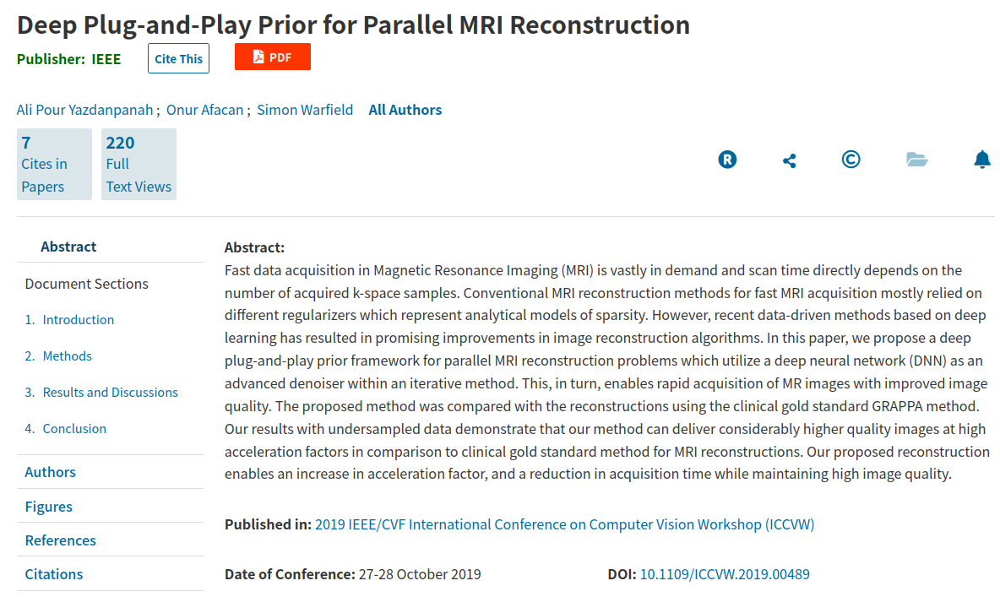 Deep Plug-and-Play Prior for Parallel MRI Reconstruction
Publisher: IEEE
Cite This
PDF
Ali Pour Yazdanpanah ; Onur Afacan ; Simon Warfield All Authors
7
Cites in
Papers
220
Full
Text Views
R
©
Abstract
Document Sections
1. Introduction
2. Methods
3. Results and Discussions
4. Conclusion
Authors
Figures
References
Citations
Abstract:
Fast data acquisition in Magnetic Resonance Imaging (MRI) is vastly in demand and scan time directly depends on the
number of acquired k-space samples. Conventional MRI reconstruction methods for fast MRI acquisition mostly relied on
different regularizers which represent analytical models of sparsity. However, recent data-driven methods based on deep
learning has resulted in promising improvements in image reconstruction algorithms. In this paper, we propose a deep
plug-and-play prior framework for parallel MRI reconstruction problems which utilize a deep neural network (DNN) as an
advanced denoiser within an iterative method. This, in turn, enables rapid acquisition of MR images with improved image
quality. The proposed method was compared with the reconstructions using the clinical gold standard GRAPPA method.
Our results with undersampled data demonstrate that our method can deliver considerably higher quality images at high
acceleration factors in comparison to clinical gold standard method for MRI reconstructions. Our proposed reconstruction
enables an increase in acceleration factor, and a reduction in acquisition time while maintaining high image quality.
Published in: 2019 IEEE/CVF International Conference on Computer Vision Workshop (ICCVW)
Date of Conference: 27-28 October 2019
DOI: 10.1109/ICCVW.2019.00489